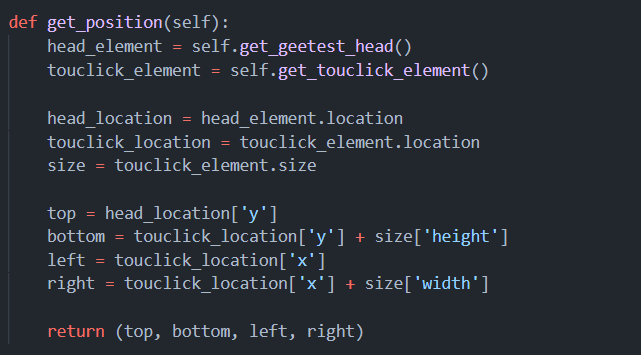 def get_position(self):
    head_element = self.get_geetest_head()
    touclick_element = self.get_touclick_element()

    head_location = head_element.location
    touclick_location = touclick_element.location
    size = touclick_element.size

    top = head_location['y']
    bottom = touclick_location['y'] + size['height']
    left = touclick_location['x']
    right = touclick_location['x'] + size['width']

    return (top, bottom, left, right)